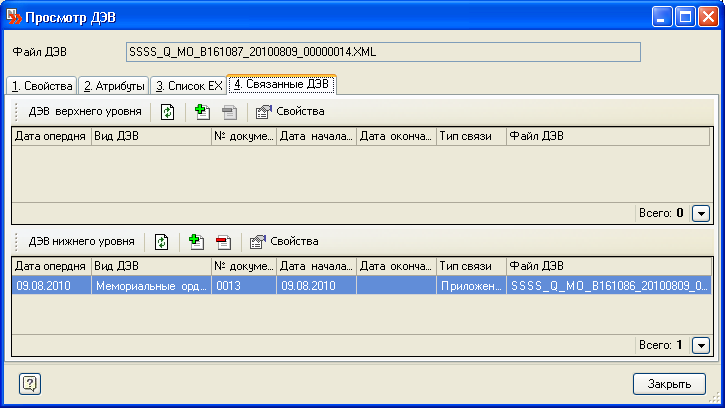 Просмотр ДЭВ
Файл ДЭВ SSSS_Q_MO_B161087_20100809_00000014.XML
1. Свойства 2. Атрибуты 3. Список ЕХ 4. Связанные ДЭВ
ДЭВ верхнего уровня Свойства
Дата опердня Вид ДЭВ № докуме... Дата начала... Дата оконча... Тип связи Файл ДЭВ
Всего: 0
ДЭВ нижнего уровня Свойства
Дата опердня Вид ДЭВ № докуме... Дата начала... Дата оконча... Тип связи Файл ДЭВ
09.08.2010 Мемориальные орд... 0013 09.08.2010 Приложен... SSSS_Q_MO_B161086_20100809_0...
Всего: 1
Закрыть